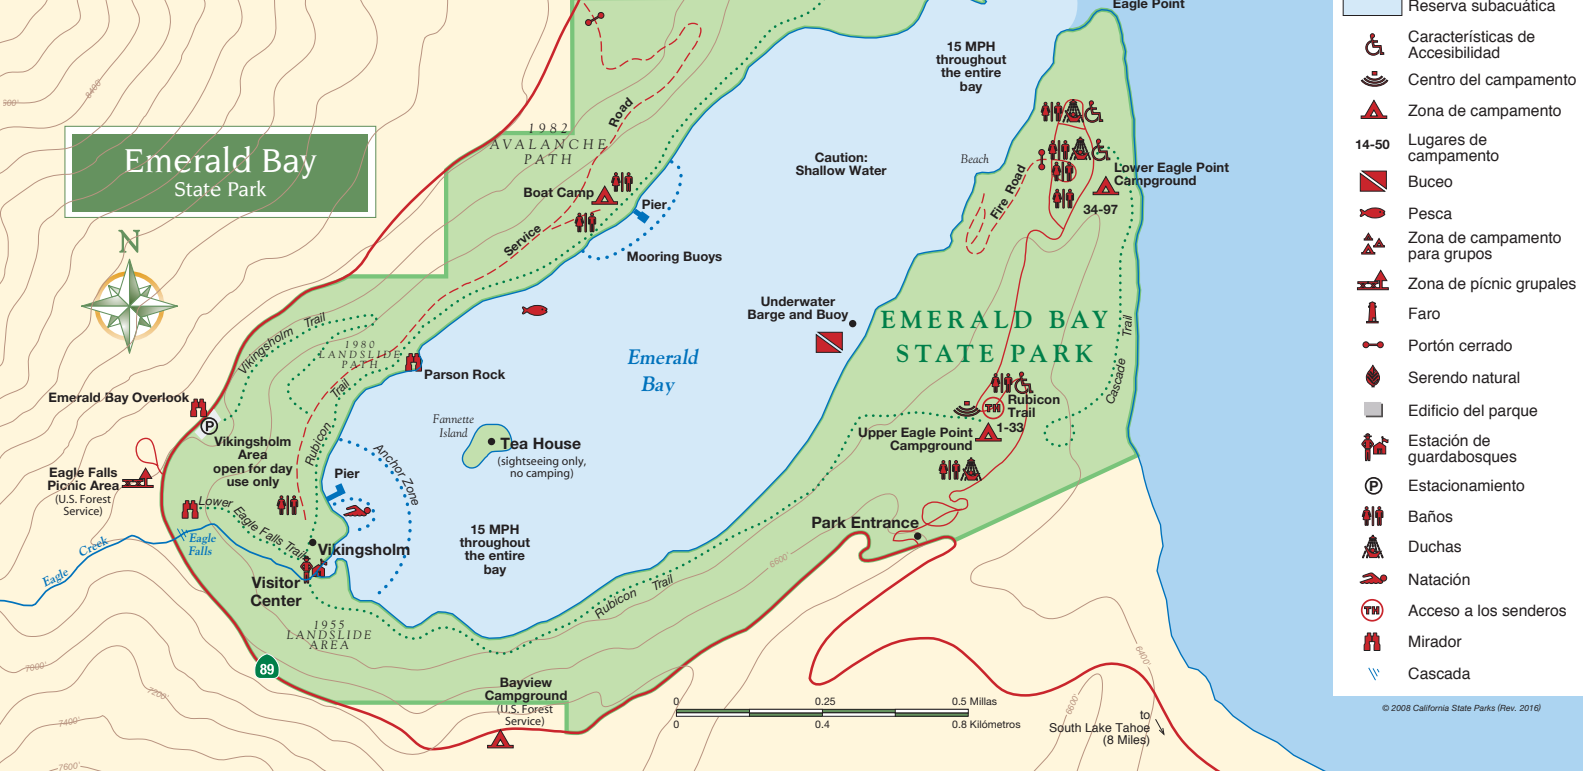 Eagle Point
15 MPH
throughout
the entire
bay
8400'
1982
AVALANCHE
PATH
Road
Emerald Bay
State Park
N
Caution:
Shallow Water
Beach
Fire Road
Lower Eagle Point
Campground
34-97
Boat Camp
Pier
Service
Mooring Buoys
Underwater
Barge and Buoy
EMERALD BAY
STATE PARK
Emerald
Bay
Vikingsholm Trail
1980
LANDSLIDE
PATH
Trail
Parson Rock
Cascade Trail
Emerald Bay Overlook
P
Vikingsholm
Area
open for day
use only
Rubicon
Fannette
Island
Tea House
(sightseeing only,
no camping)
TH
Rubicon
Trail
1-33
Upper Eagle Point
Campground
Eagle Falls
Picnic Area
(U.S. Forest
Service)
Pier
Anchor Zone
Lower Eagle Falls Trail
Eagle
Falls
Eagle Creek
Vikingsholm
Visitor
Center
15 MPH
throughout
the entire
bay
Park Entrance
6600'
Rubicon Trail
1955
LANDSLIDE
AREA
89
Bayview
Campground
(U.S. Forest
Service)
7000'
7200'
7400'
7600'
0 0.25 0.5 Millas
0 0.4 0.8 Kilómetros
6400'
6600'
to
South Lake Tahoe
(8 Miles)
Reserva subacuática
Características de
Accesibilidad
Centro del campamento
Zona de campamento
14-50 Lugares de
campamento
Buceo
Pesca
Zona de campamento
para grupos
Zona de pícnic grupales
Faro
Portón cerrado
Serendo natural
Edificio del parque
Estación de
guardabosques
P Estacionamiento
Baños
Duchas
Natación
TH Acceso a los senderos
Mirador
Cascada
© 2008 California State Parks (Rev. 2016)